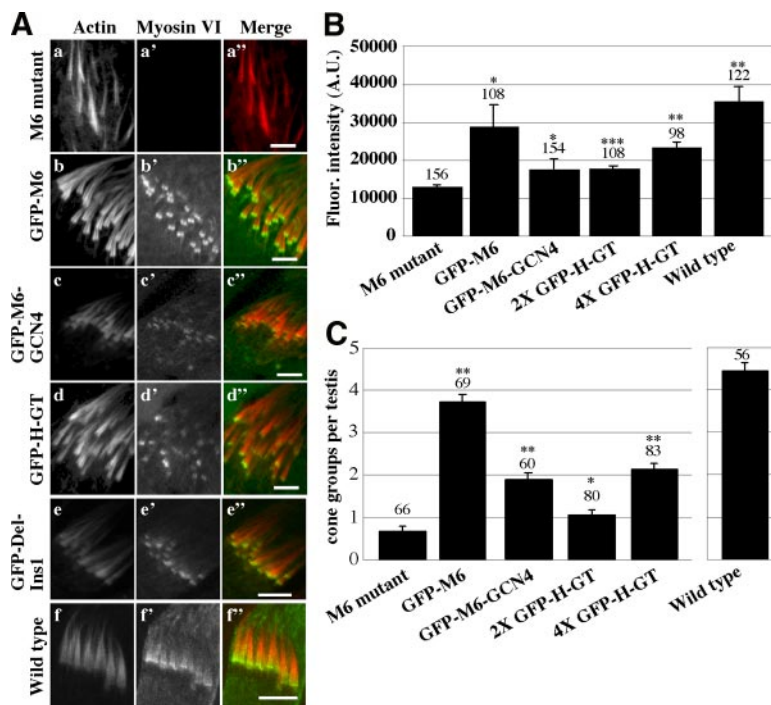 A
Actin Myosin VI Merge
M6 mutant
a a' a"
GFP-M6
b b' b"
GFP-M6-
GCN4
c c' c"
GFP-H-GT
d d' d"
GFP-Del-
Ins1
e e' e"
Wild type
f f' f"
B
Fluor. intensity (A.U.)
50000
40000
30000
20000
10000
0
156
*
108
*
154
***
108
**
98
**
122
M6 mutant
GFP-M6
GFP-M6-GCN4
2X GFP-H-GT
4X GFP-H-GT
Wild type
C
cone groups per testis
5
4
3
2
1
0
66
**
69
**
60
*
80
**
83
56
M6 mutant
GFP-M6
GFP-M6-GCN4
2X GFP-H-GT
4X GFP-H-GT
Wild type